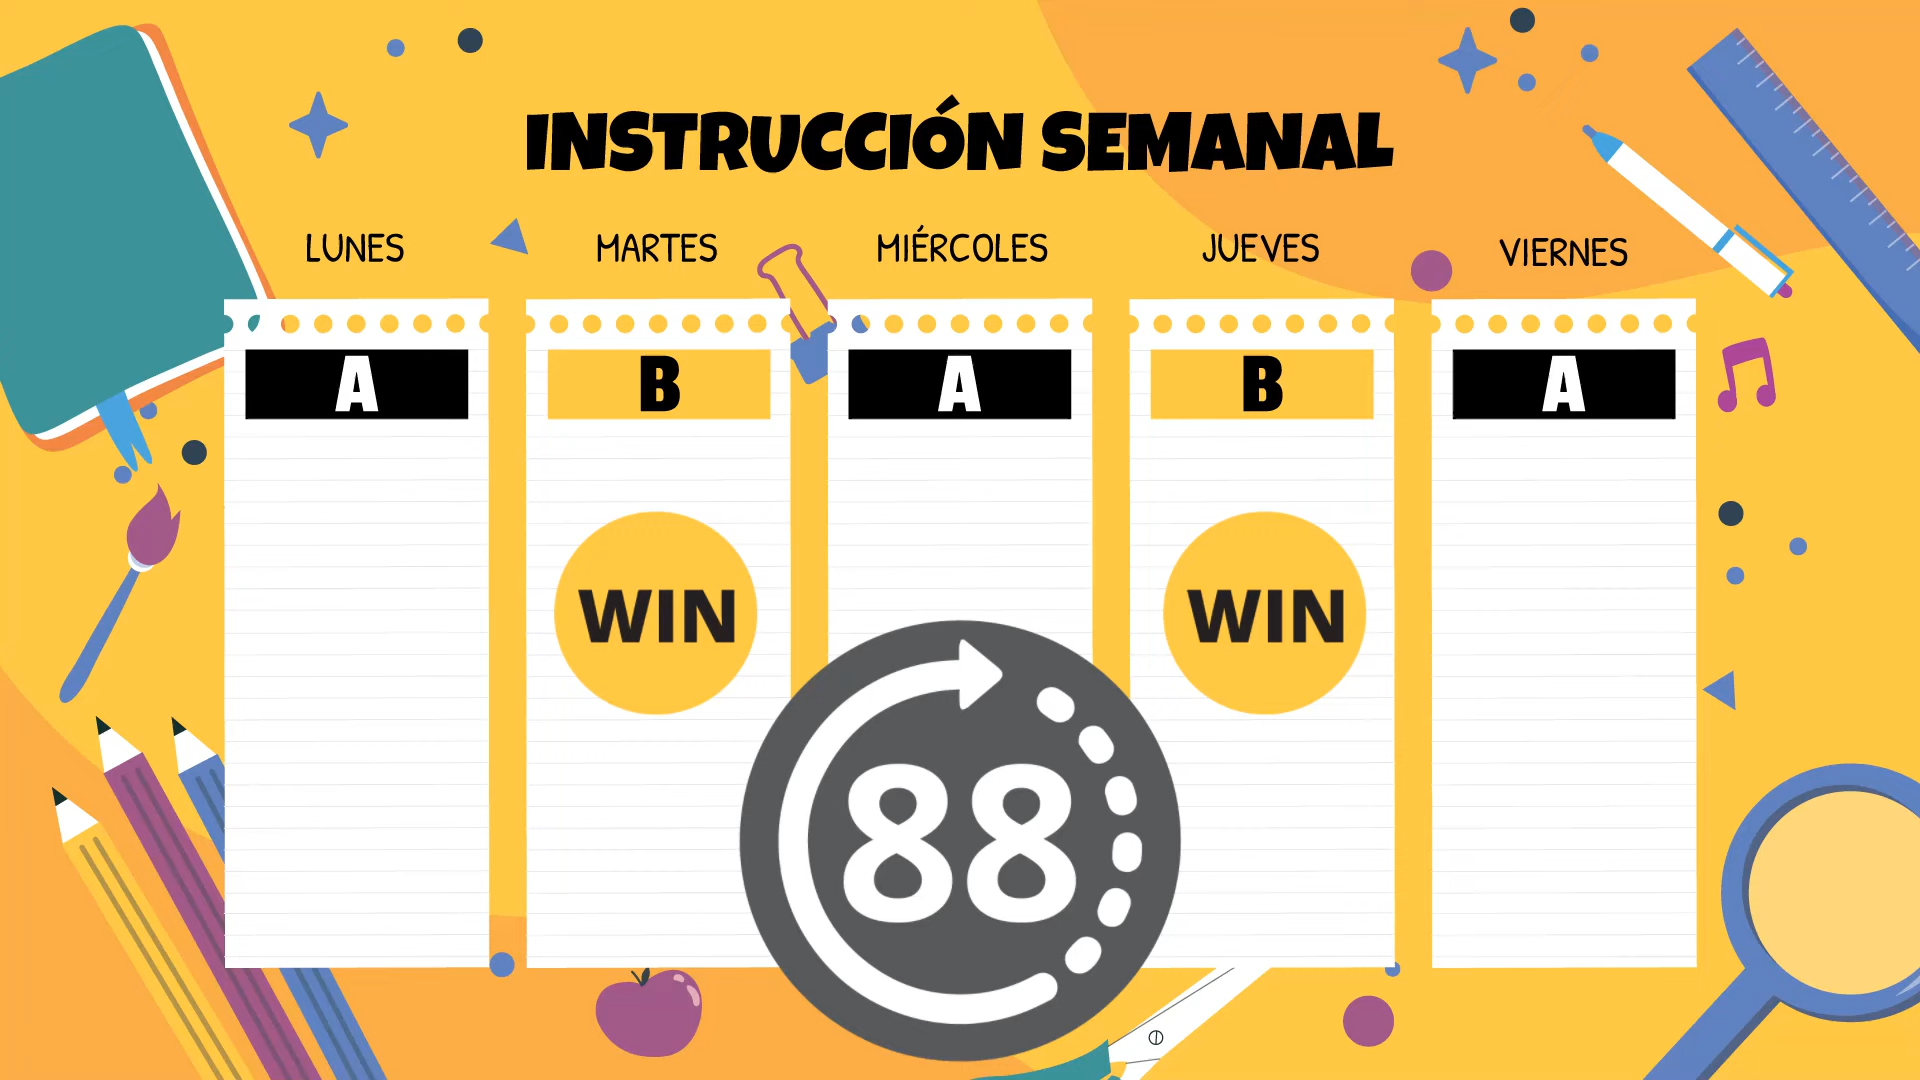 INSTRUCCIÓN SEMANAL
LUNES MARTES MIÉRCOLES JUEVES VIERNES
A B A B A
WIN WIN
88